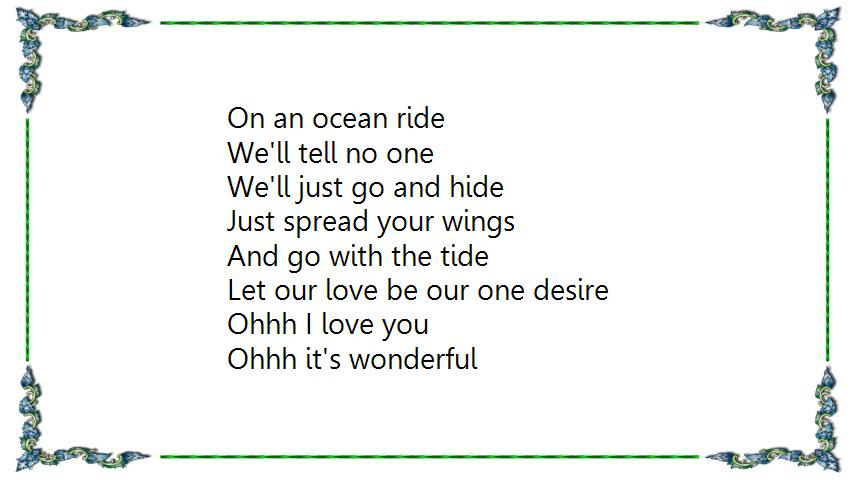 On an ocean ride
We'll tell no one
We'll just go and hide
Just spread your wings
And go with the tide
Let our love be our one desire
Ohhh I love you
Ohhh it's wonderful